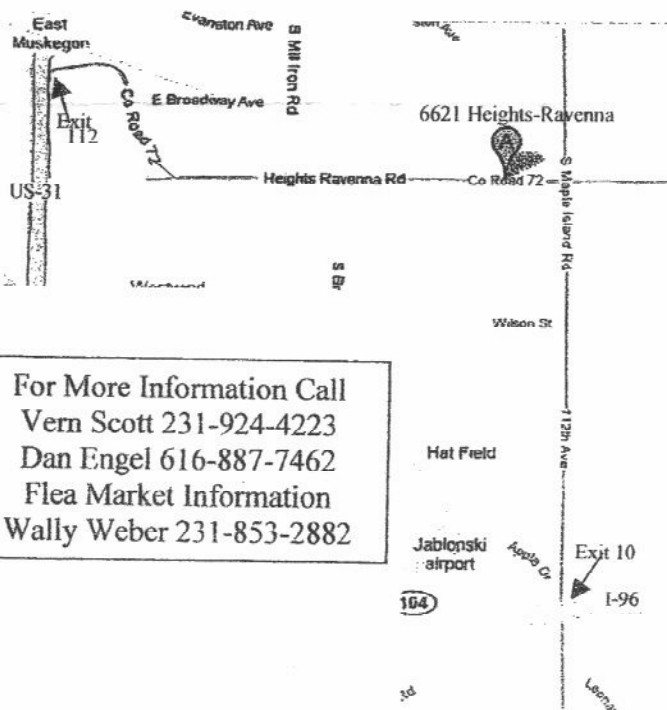 East
Muskegon
Evanston Ave
S Mill Iron Rd
E Broadway Ave
Exit
112
Co Road 72
6621 Heights-Ravenna
A
US-31
Heights Ravenna Rd
Co Road 72
S Maple Island Rd
Wilson St
For More Information Call
Vern Scott 231-924-4223
Dan Engel 616-887-7462
Flea Market Information
Wally Weber 231-853-2882
112th Ave
Hat Field
Jablonski
airport
Apple Dr
Exit 10
I-96
104